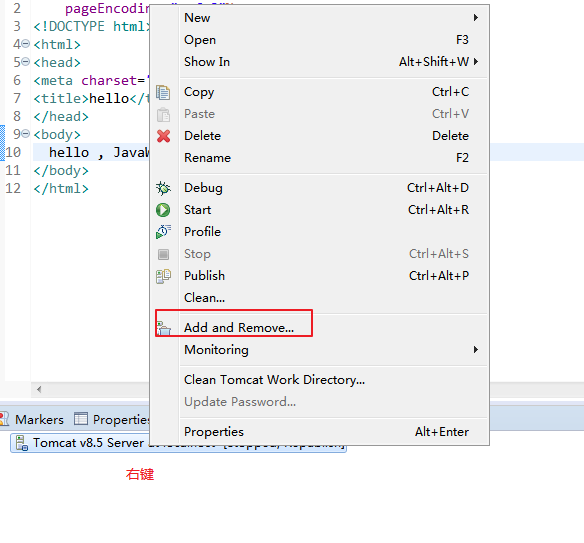 2 pageEncodin
3 <!DOCTYPE html>
4 <html>
5 <head>
6 <meta charset="
7 <title>hello</t
8 </head>
9 <body>
10 hello , JavaW
11 </body>
12 </html>
New
Open F3
Show In Alt+Shift+W
Copy Ctrl+C
Paste Ctrl+V
Delete Delete
Rename F2
Debug Ctrl+Alt+D
Start Ctrl+Alt+R
Profile
Stop Ctrl+Alt+S
Publish Ctrl+Alt+P
Clean...
Add and Remove...
Monitoring
Clean Tomcat Work Directory...
Update Password...
Properties Alt+Enter
Markers Properties
Tomcat v8.5 Server
右键